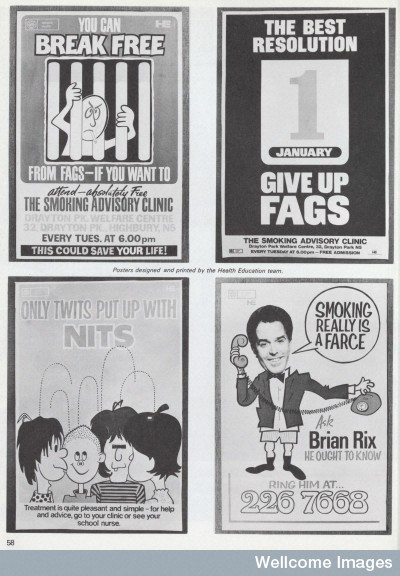 YOU CAN
BREAK FREE
FROM FAGS—IF YOU WANT TO
attend—absolutely Free
THE SMOKING ADVISORY CLINIC
DRAYTON PK. WELFARE CENTRE
32, DRAYTON PK., HIGHBURY, N5
EVERY TUES. AT 6.00pm
THIS COULD SAVE YOUR LIFE!
THE BEST
RESOLUTION
1
JANUARY
GIVE UP
FAGS
THE SMOKING ADVISORY CLINIC
Drayton Park Welfare Centre, 32, Drayton Park N5
EVERY TUESDAY at 6.00pm — FREE ADMISSION
Posters designed and printed by the Health Education team.
ONLY TWITS PUT UP WITH
NITS
Treatment is quite pleasant and simple - for help
and advice, go to your clinic or see your
school nurse.
SMOKING
REALLY IS
A FARCE
Ask
Brian Rix
HE OUGHT TO KNOW
RING HIM AT...
226 7668
58
Wellcome Images